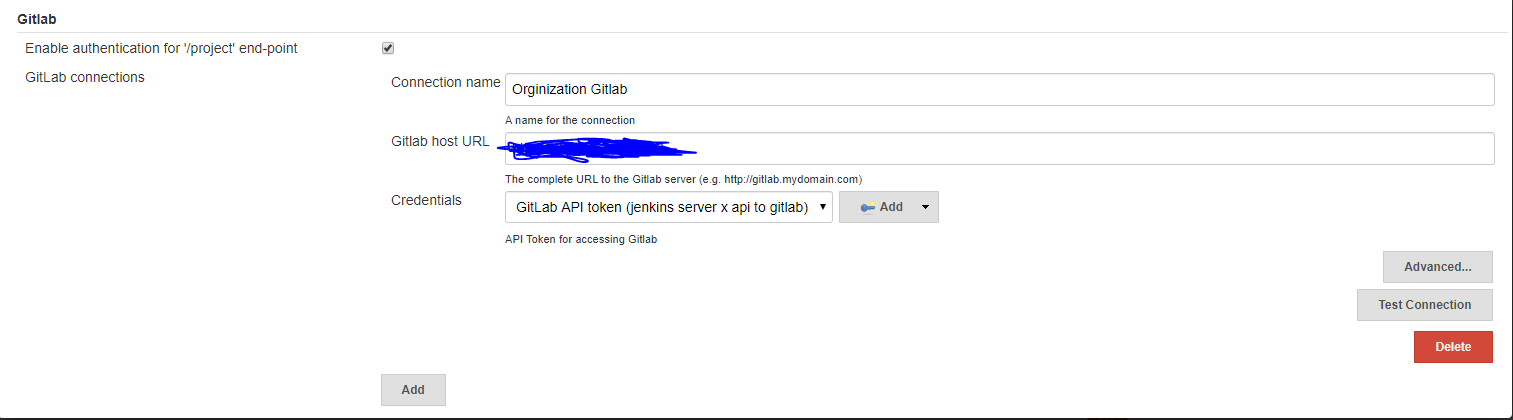 Gitlab
Enable authentication for '/project' end-point
GitLab connections
Connection name
Orginization Gitlab
A name for the connection
Gitlab host URL
The complete URL to the Gitlab server (e.g. http://gitlab.mydomain.com)
Credentials
GitLab API token (jenkins server x api to gitlab)
Add
API Token for accessing Gitlab
Advanced...
Test Connection
Delete
Add